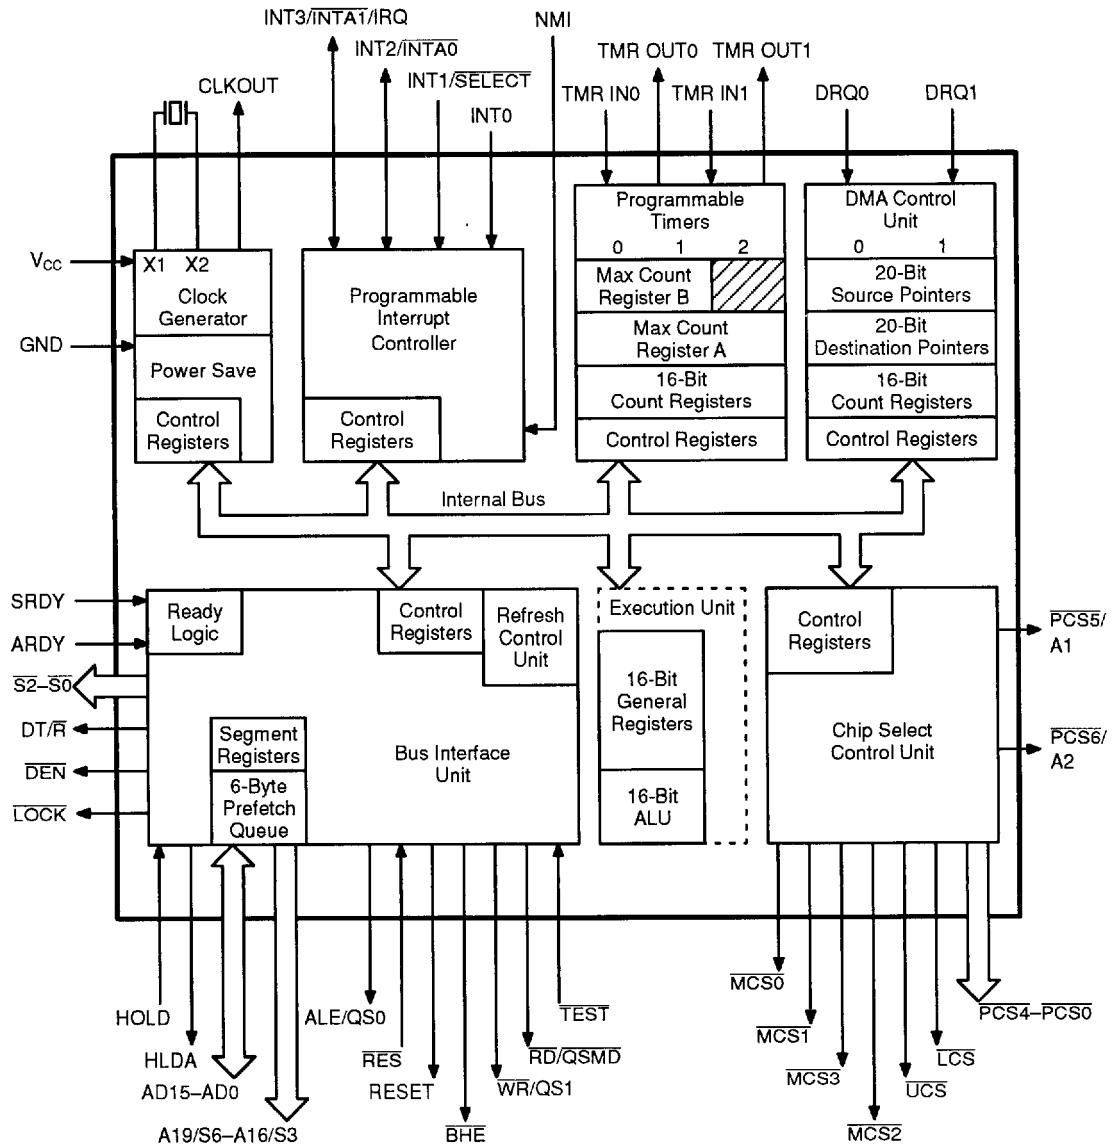 INT3/INTA1/IRQ
NMI
INT2/INTA0
TMR OUT0
TMR OUT1
CLKOUT
INT1/SELECT
TMR IN0
TMR IN1
DRQ0
DRQ1
INT0
Programmable
Timers
0 1 2
DMA Control
Unit
0 1
VCC
X1 X2
Clock
Generator
Programmable
Interrupt
Controller
Max Count
Register B
20-Bit
Source Pointers
GND
Power Save
Max Count
Register A
20-Bit
Destination Pointers
16-Bit
Count Registers
16-Bit
Count Registers
Control
Registers
Control
Registers
Control Registers
Control Registers
Internal Bus
SRDY
ARDY
S2–S0
DT/R
DEN
LOCK
Ready
Logic
Control
Registers
Refresh
Control
Unit
Segment
Registers
6-Byte
Prefetch
Queue
Bus Interface
Unit
Execution Unit
16-Bit
General
Registers
16-Bit
ALU
Control
Registers
Chip Select
Control Unit
PCS5/
A1
PCS6/
A2
HOLD
HLDA
AD15–AD0
A19/S6–A16/S3
ALE/QS0
RES
RESET
BHE
WR/QS1
RD/QSMD
TEST
MCS0
MCS1
MCS3
MCS2
UCS
LCS
PCS4–PCS0